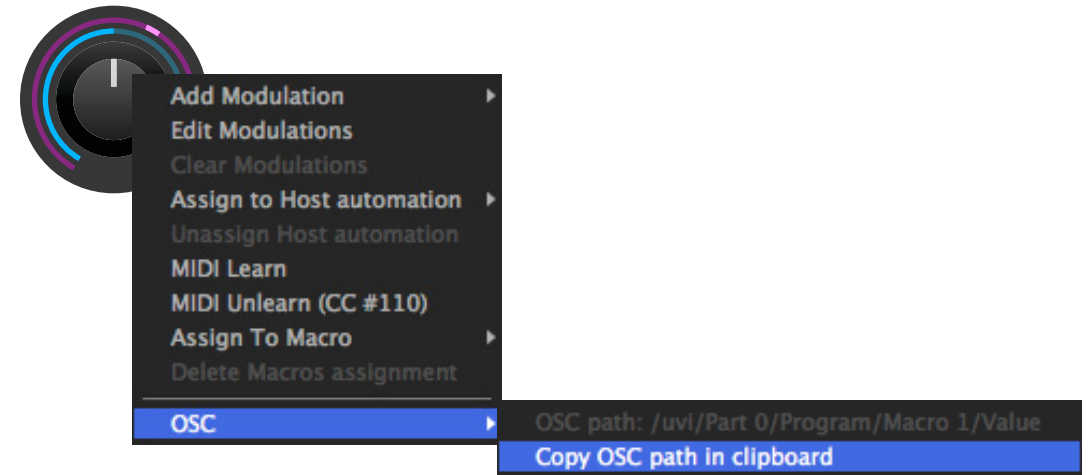 Add Modulation
Edit Modulations
Clear Modulations
Assign to Host automation
Unassign Host automation
MIDI Learn
MIDI Unlearn (CC #110)
Assign To Macro
Delete Macros assignment
OSC
OSC path: /uvi/Part 0/Program/Macro 1/Value
Copy OSC path in clipboard